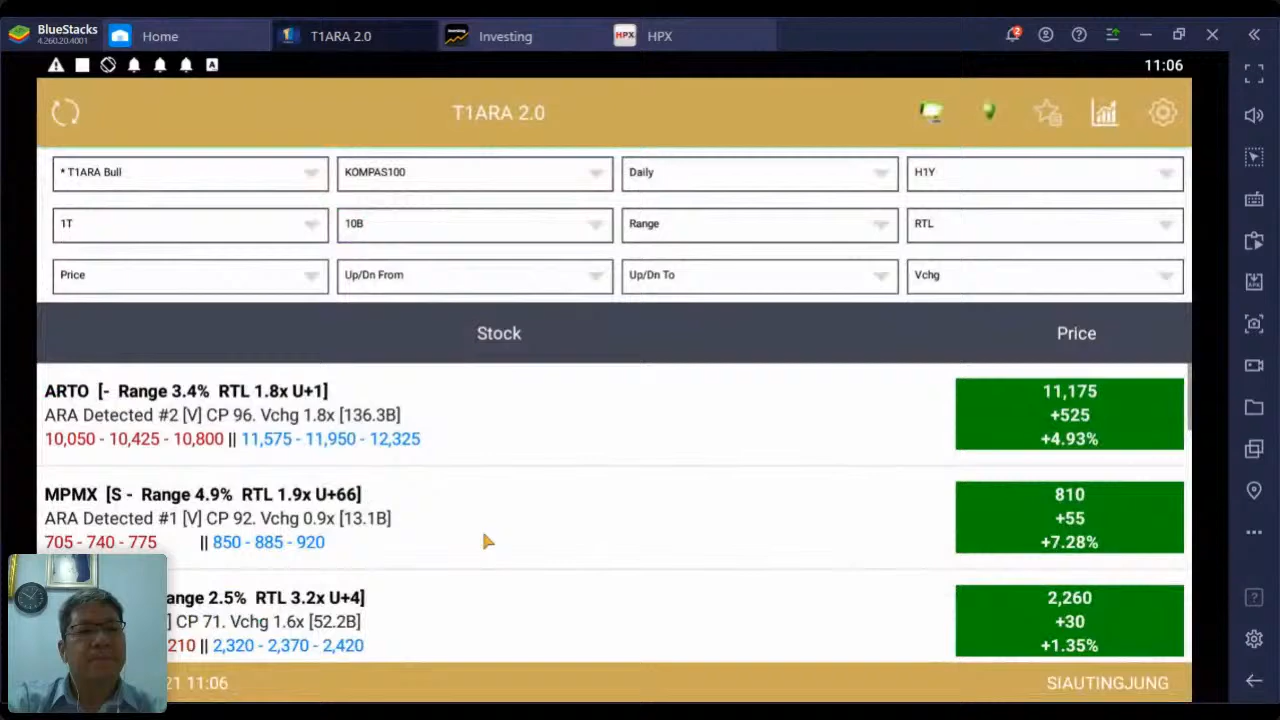 BlueStacks
4.260.20.4001
Home
T1ARA 2.0
Investing
HPX
HPX
2
11:06
T1ARA 2.0
* T1ARA Bull
KOMPAS100
Daily
H1Y
1T
10B
Range
RTL
Price
Up/Dn From
Up/Dn To
Vchg
Stock
Price
ARTO [- Range 3.4% RTL 1.8x U+1]
ARA Detected #2 [V] CP 96. Vchg 1.8x [136.3B]
10,050 - 10,425 - 10,800 || 11,575 - 11,950 - 12,325
11,175
+525
+4.93%
MPMX [S - Range 4.9% RTL 1.9x U+66]
ARA Detected #1 [V] CP 92. Vchg 0.9x [13.1B]
705 - 740 - 775 || 850 - 885 - 920
810
+55
+7.28%
ange 2.5% RTL 3.2x U+4]
] CP 71. Vchg 1.6x [52.2B]
210 || 2,320 - 2,370 - 2,420
2,260
+30
+1.35%
21 11:06
SIAUTINGJUNG